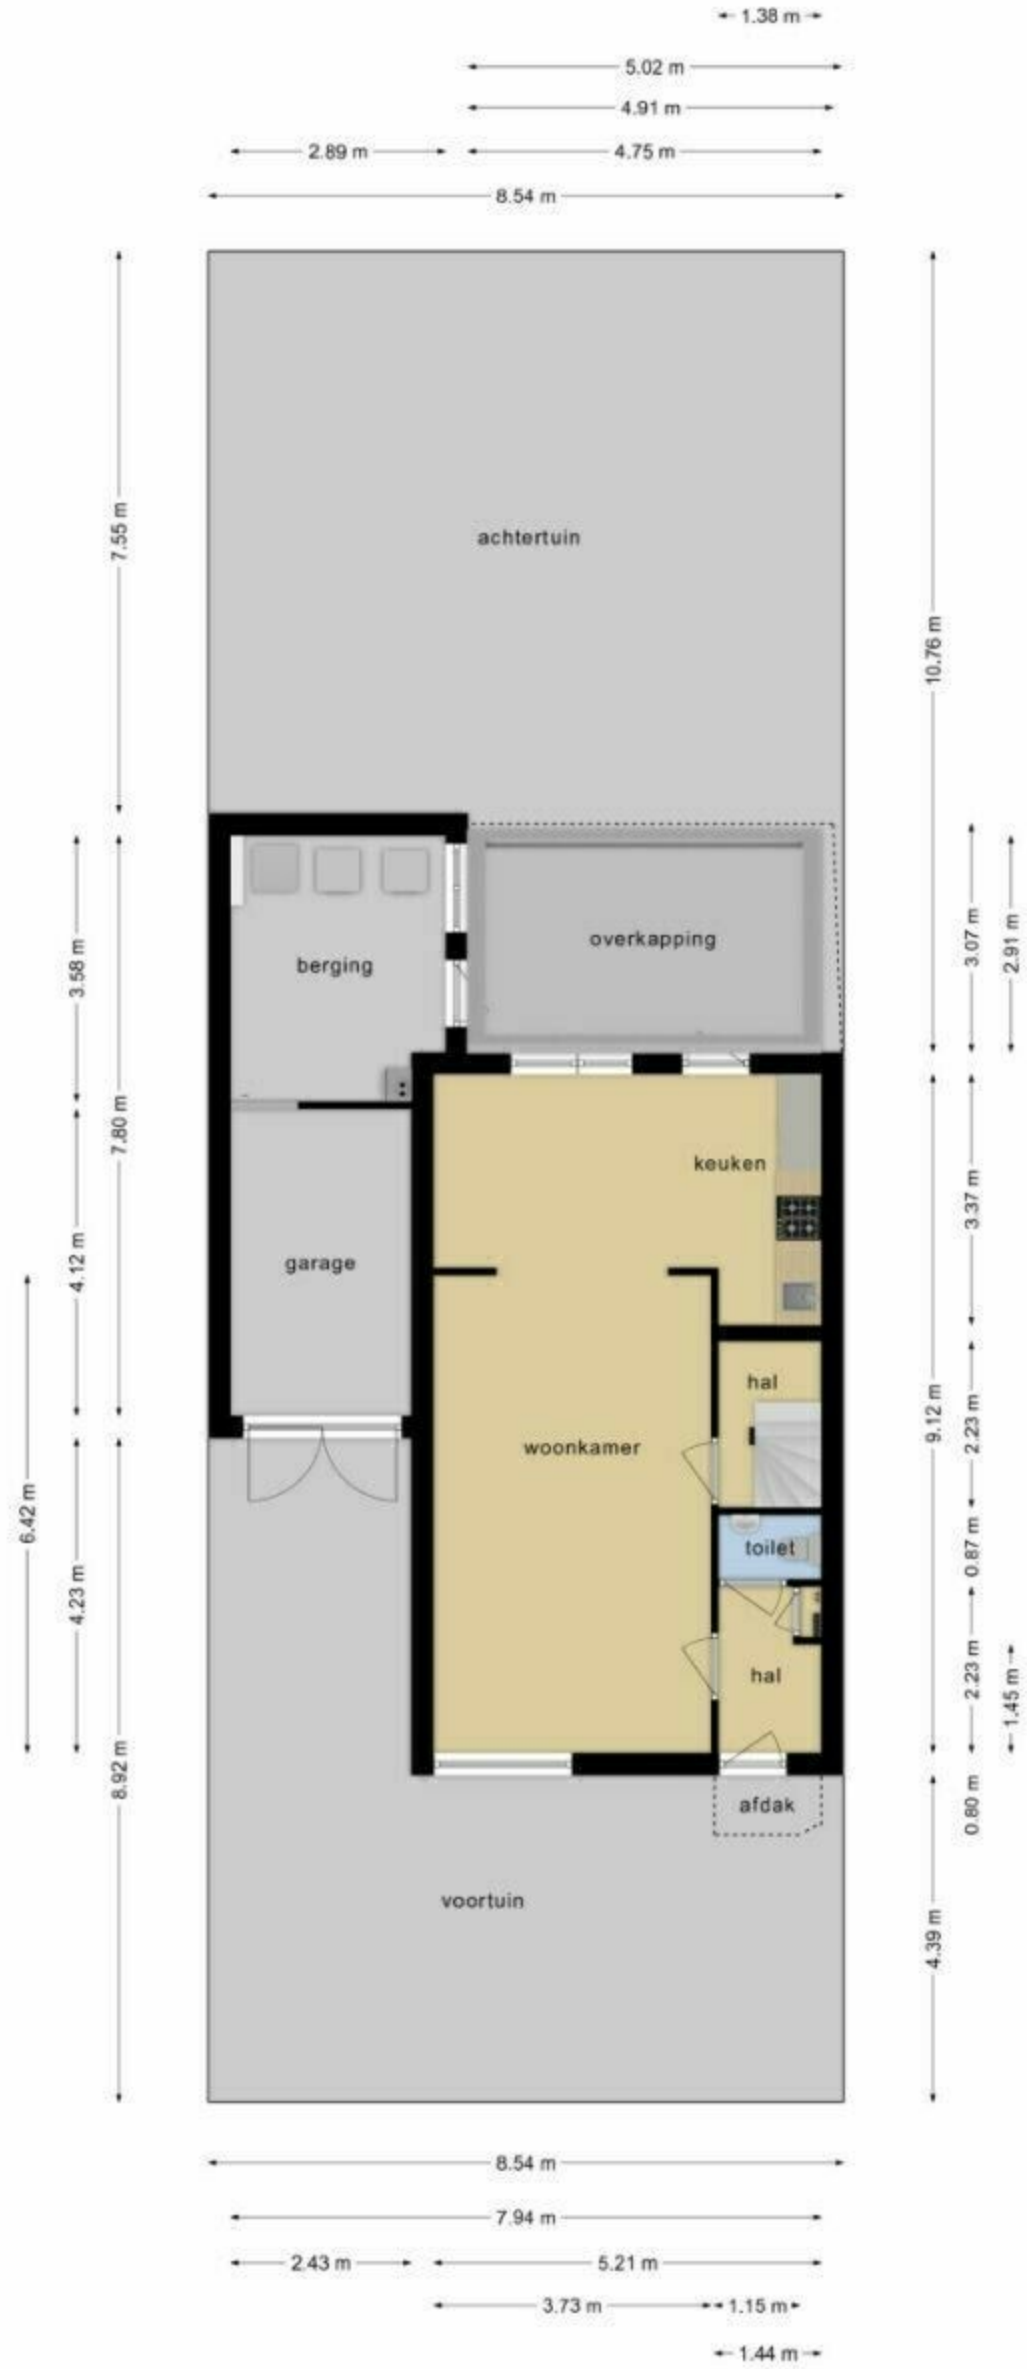 1.38 m
5.02 m
4.91 m
2.89 m
4.75 m
8.54 m
7.55 m
achtertuin
10.76 m
3.58 m
berging
overkapping
3.07 m
2.91 m
7.80 m
keuken
3.37 m
4.12 m
garage
hal
9.12 m
2.23 m
woonkamer
6.42 m
toilet
0.87 m
4.23 m
hal
2.23 m
1.45 m
8.92 m
afdak
0.80 m
voortuin
4.39 m
8.54 m
7.94 m
2.43 m
5.21 m
3.73 m
1.15 m
1.44 m